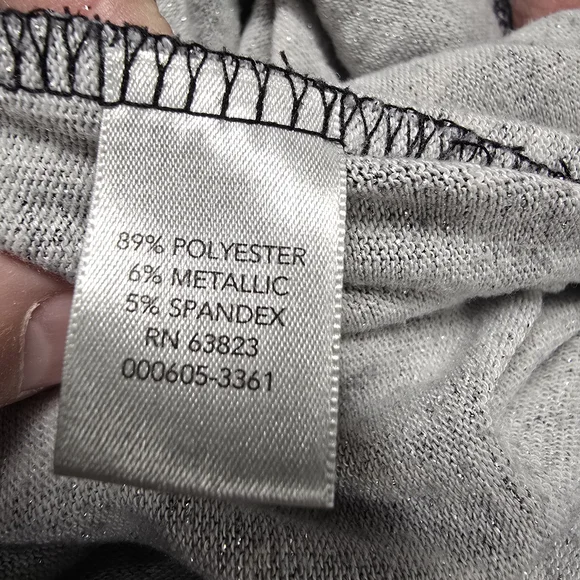 89% POLYESTER
6% METALLIC
5% SPANDEX
RN 63823
000605-3361